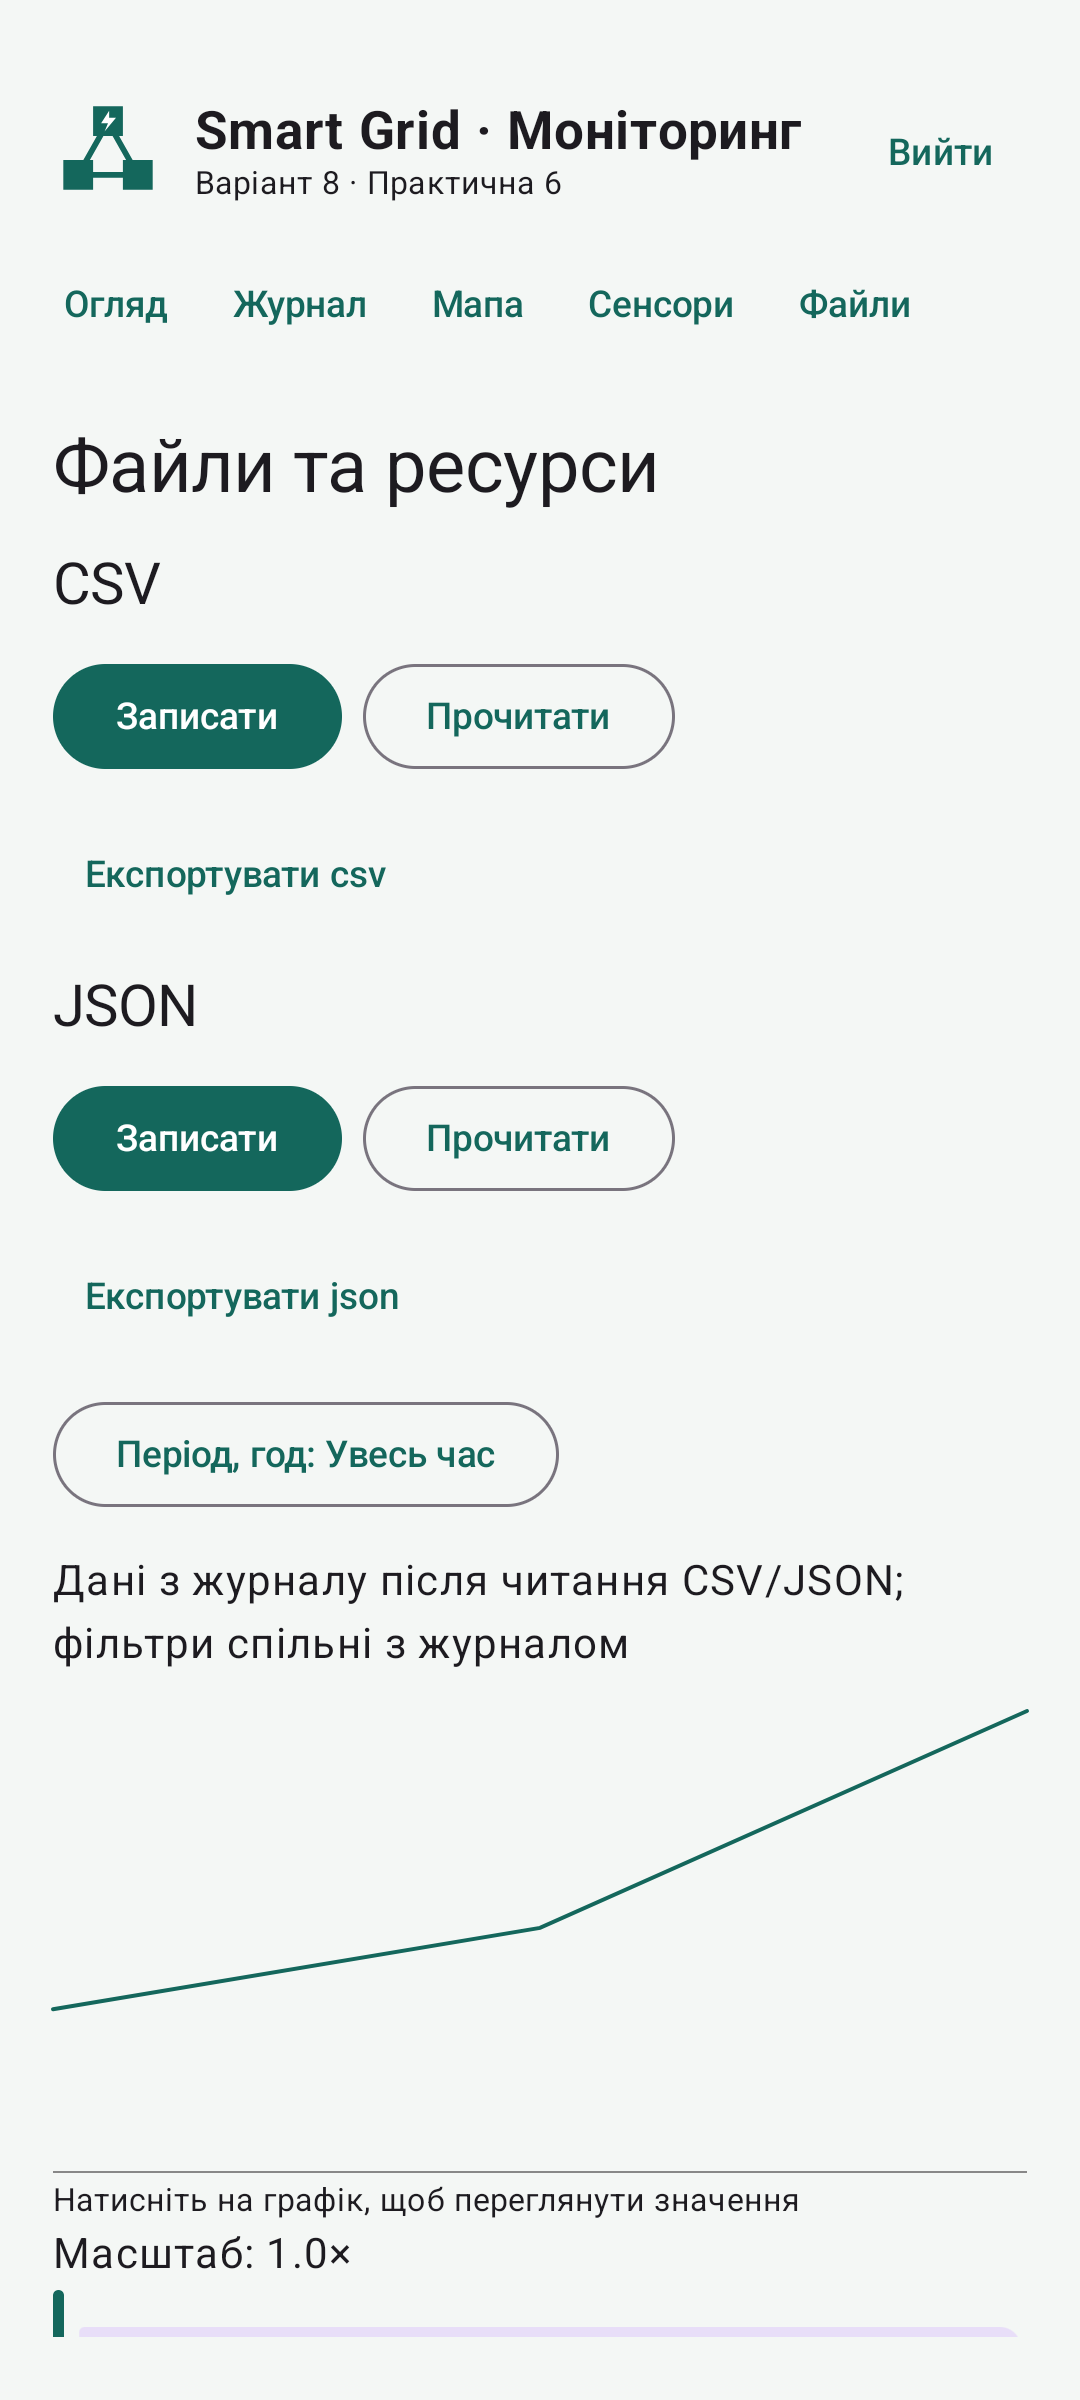 Smart Grid · Моніторинг
Варіант 8 · Практична 6
Вийти
Огляд Журнал Мапа Сенсори Файли
Файли та ресурси
CSV
Записати Прочитати
Експортувати csv
JSON
Записати Прочитати
Експортувати json
Період, год: Увесь час
Дані з журналу після читання CSV/JSON;
фільтри спільні з журналом
Натисніть на графік, щоб переглянути значення
Масштаб: 1.0×